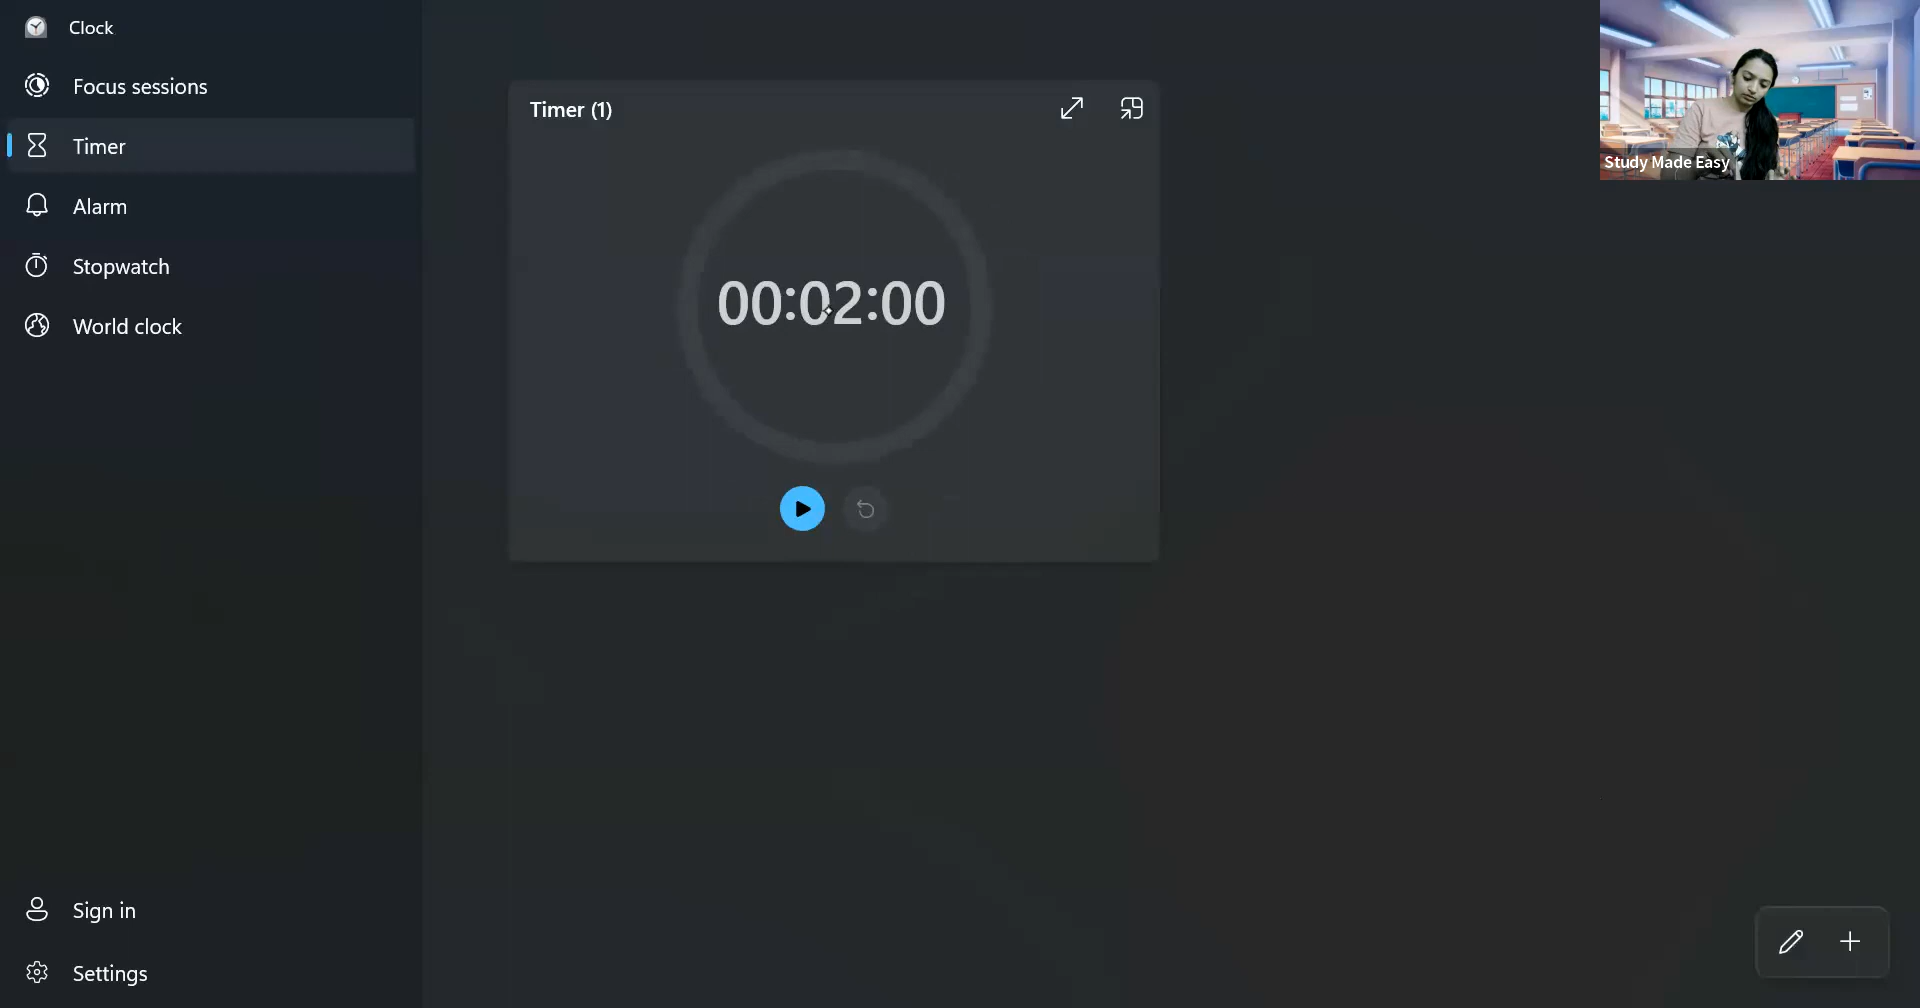 Clock
Focus sessions
Timer
Alarm
Stopwatch
World clock
Sign in
Settings
Timer (1)
00:02:00
Study Made Easy